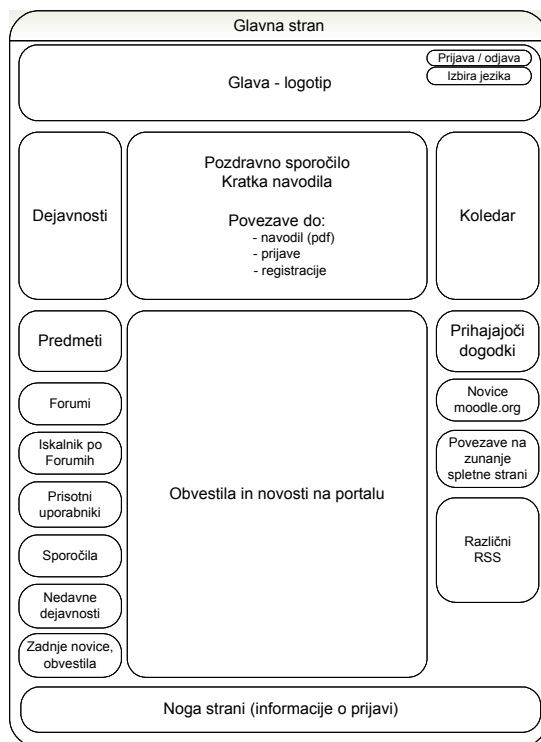 Glavna stran
Prijava / odjava
Glava - logotip
Izbira jezika
Dejavnosti
Pozdravno sporočilo
Kratka navodila
Povezave do:
- navodil (pdf)
- prijave
- registracije
Koledar
Predmeti
Forumi
Iskalnik po
Forumih
Prisotni
uporabniki
Sporočila
Nedavne
dejavnosti
Zadnje novice,
obvestila
Obvestila in novosti na portalu
Prihajajoči
dogodki
Novice
moodle.org
Povezave na
zunanje
spletne strani
Različni
RSS
Noga strani (informacije o prijavi)